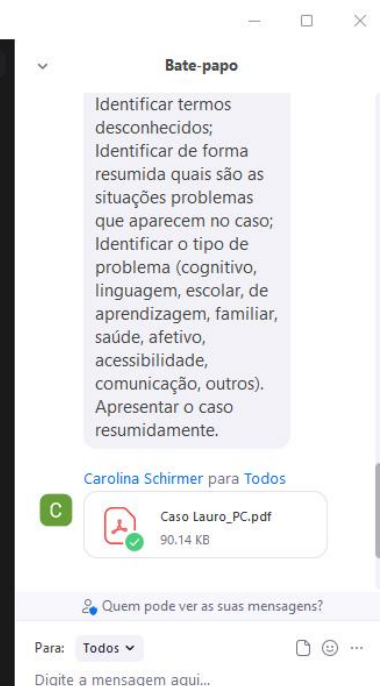 Bate-papo
Identificar termos
desconhecidos;
Identificar de forma
resumida quais são as
situações problemas
que aparecem no caso;
Identificar o tipo de
problema (cognitivo,
linguagem, escolar, de
aprendizagem, familiar,
saúde, afetivo,
acessibilidade,
comunicação, outros).
Apresentar o caso
resumidamente.
Carolina Schirmer para Todos
C
Caso Lauro_PC.pdf
90.14 KB
Quem pode ver as suas mensagens?
Para: Todos
Digite a mensagem aqui...